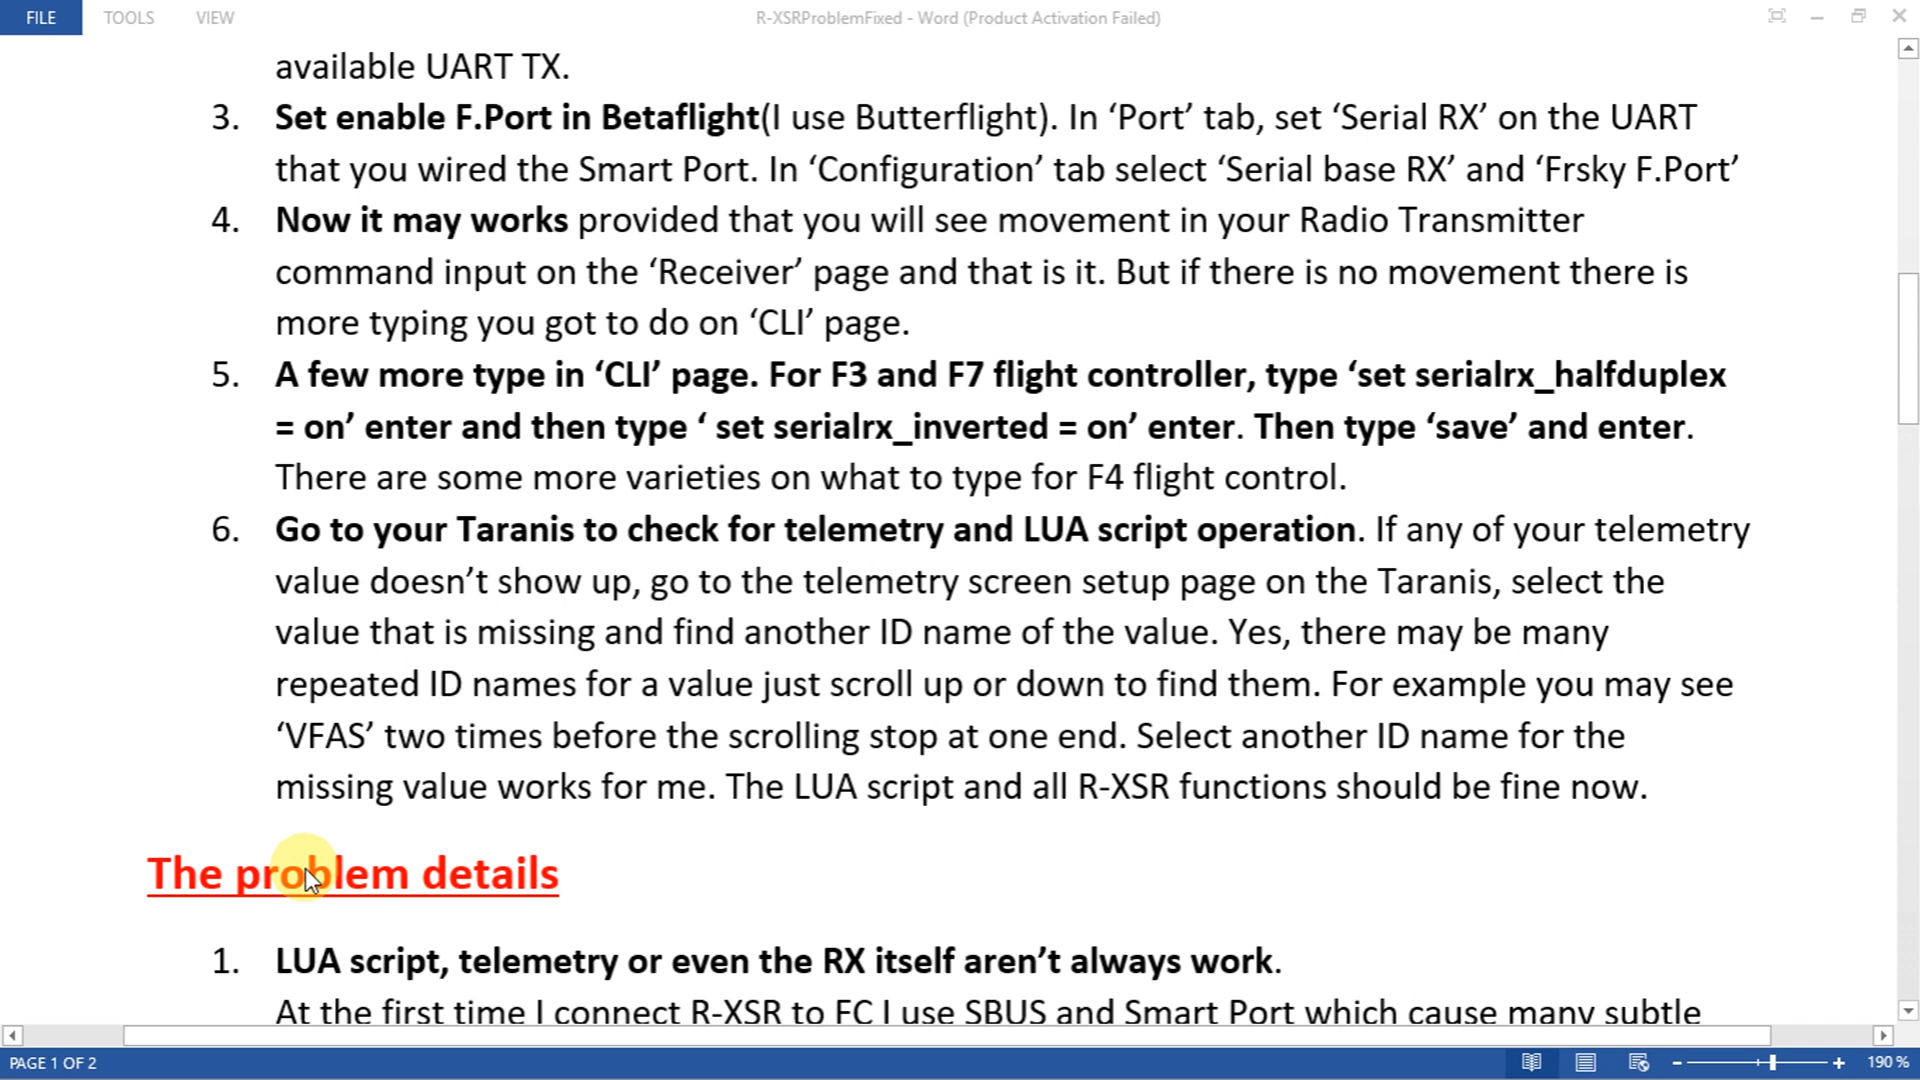 FILE TOOLS VIEW R-XSRProblemFixed - Word (Product Activation Failed)
available UART TX.
3. Set enable F.Port in Betaflight(I use Butterflight). In ‘Port’ tab, set ‘Serial RX’ on the UART
that you wired the Smart Port. In ‘Configuration’ tab select ‘Serial base RX’ and ‘Frsky F.Port’
4. Now it may works provided that you will see movement in your Radio Transmitter
command input on the ‘Receiver’ page and that is it. But if there is no movement there is
more typing you got to do on ‘CLI’ page.
5. A few more type in ‘CLI’ page. For F3 and F7 flight controller, type ‘set serialrx_halfduplex
= on’ enter and then type ‘ set serialrx_inverted = on’ enter. Then type ‘save’ and enter.
There are some more varieties on what to type for F4 flight control.
6. Go to your Taranis to check for telemetry and LUA script operation. If any of your telemetry
value doesn’t show up, go to the telemetry screen setup page on the Taranis, select the
value that is missing and find another ID name of the value. Yes, there may be many
repeated ID names for a value just scroll up or down to find them. For example you may see
‘VFAS’ two times before the scrolling stop at one end. Select another ID name for the
missing value works for me. The LUA script and all R-XSR functions should be fine now.
The problem details
1. LUA script, telemetry or even the RX itself aren’t always work.
At the first time I connect R-XSR to FC I use SBUS and Smart Port which cause many subtle
PAGE 1 OF 2 190 %